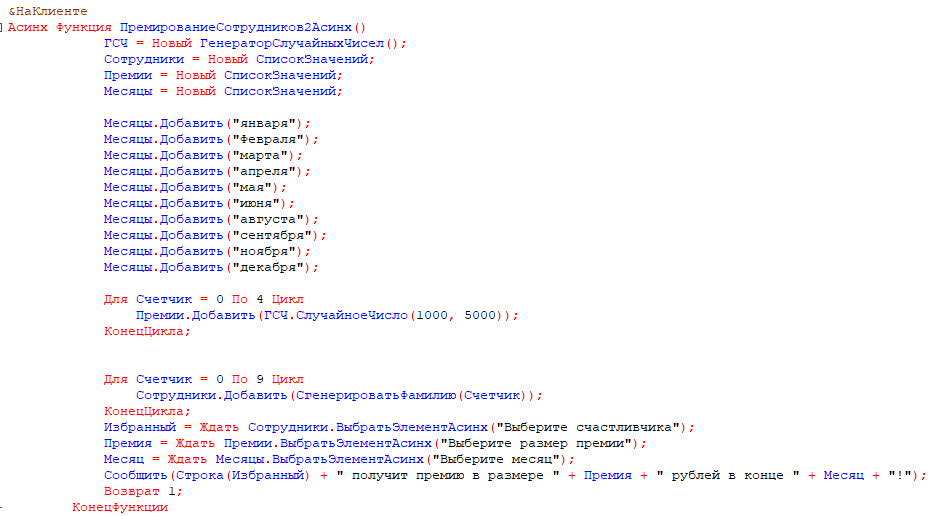 &НаКлиенте
Асинх Функция ПремированиеСотрудников2Асинх()
ГСЧ = Новый ГенераторСлучайныхЧисел();
Сотрудники = Новый СписокЗначений;
Премии = Новый СписокЗначений;
Месяцы = Новый СписокЗначений;
Месяцы.Добавить("января");
Месяцы.Добавить("Февраля");
Месяцы.Добавить("марта");
Месяцы.Добавить("апреля");
Месяцы.Добавить("мая");
Месяцы.Добавить("июня");
Месяцы.Добавить("августа");
Месяцы.Добавить("сентября");
Месяцы.Добавить("ноября");
Месяцы.Добавить("декабря");
Для Счетчик = 0 По 4 Цикл
Премии.Добавить(ГСЧ.СлучайноеЧисло(1000, 5000));
КонецЦикла;
Для Счетчик = 0 По 9 Цикл
Сотрудники.Добавить(СгенерироватьФамилию(Счетчик));
КонецЦикла;
Избранный = Ждать Сотрудники.ВыбратьЭлементАсинх("Выберите счастливчика");
Премия = Ждать Премии.ВыбратьЭлементАсинх("Выберите размер премии");
Месяц = Ждать Месяцы.ВыбратьЭлементАсинх("Выберите месяц");
Сообщить(Строка(Избранный) + " получит премию в размере " + Премия + " рублей в конце " + Месяц + "!");
Возврат 1;
КонецФункции